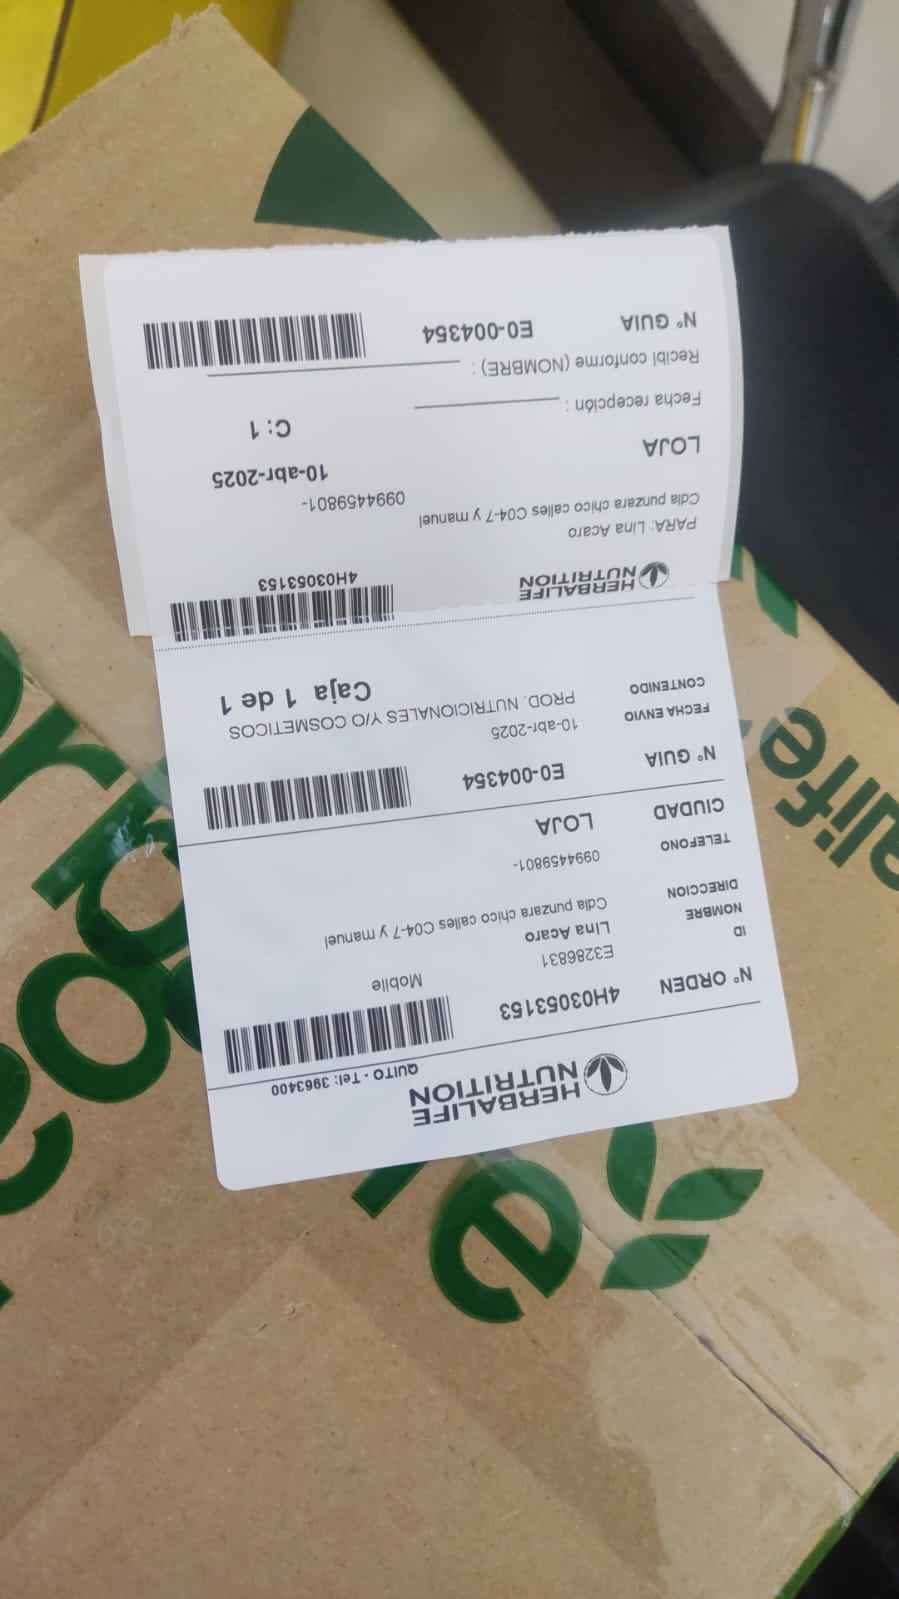 HERBALIFE
NUTRITION
QUITO - Tel: 3963400
N° ORDEN 4H03053153
Mobile
ID E3286831
NOMBRE Lina Acaro
DIRECCION Cdla punzara chico calles C04-7 y manuel
TELEFONO 0994459801-
CIUDAD LOJA
N° GUIA E0-004354
FECHA ENVIO 10-abr-2025
CONTENIDO PROD. NUTRICIONALES Y/O COSMETICOS
Caja 1 de 1
HERBALIFE
NUTRITION
4H03053153
PARA: Lina Acaro
Cdla punzara chico calles C04-7 y manuel
0994459801-
LOJA
10-abr-2025
Fecha recepción :
C: 1
Recibí conforme (NOMBRE) :
N° GUIA E0-004354
alife